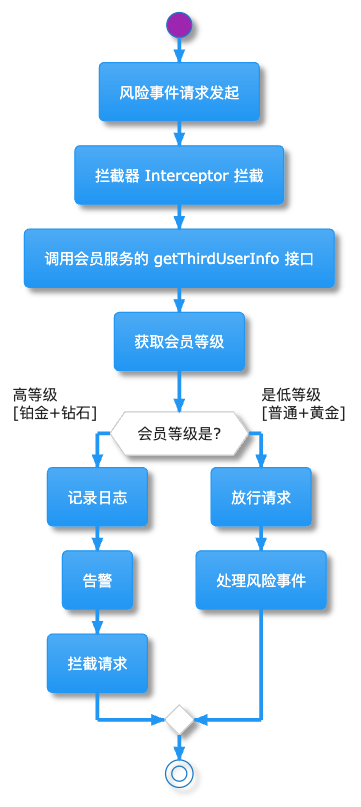 风险事件请求发起
拦截器 Interceptor 拦截
调用会员服务的 getThirdUserInfo 接口
获取会员等级
高等级
[铂金+钻石]
是低等级
[普通+黄金]
会员等级是?
记录日志
放行请求
告警
处理风险事件
拦截请求